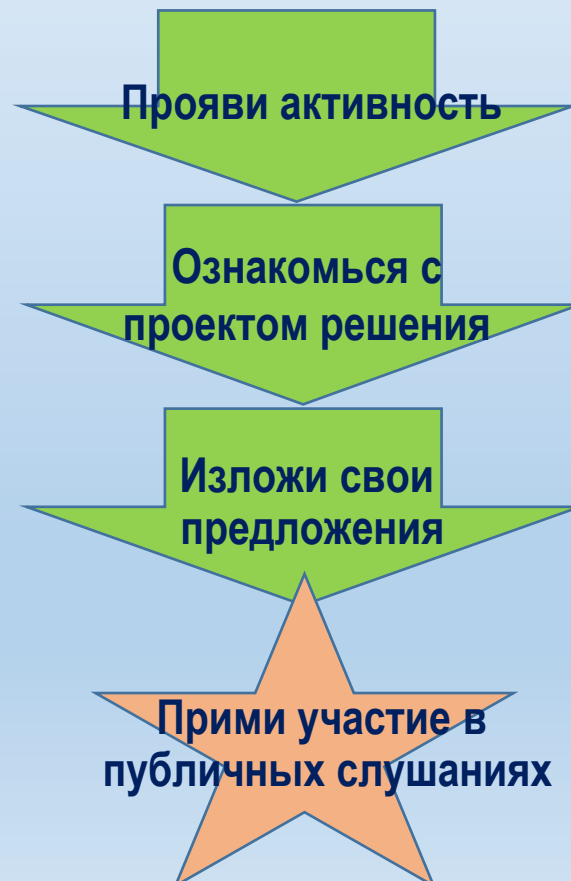 Прояви активность
Ознакомься с
проектом решения
Изложи свои
предложения
Прими участие в
публичных слушаниях